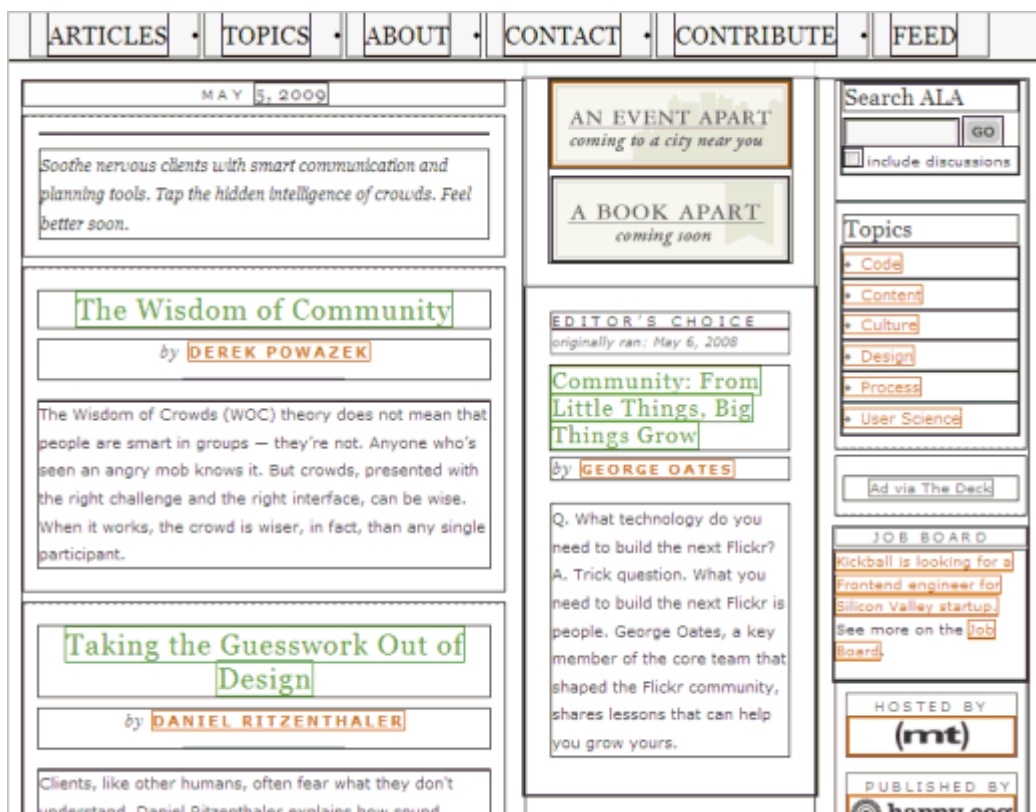 ARTICLES • TOPICS • ABOUT • CONTACT • CONTRIBUTE • FEED
MAY 5, 2009
Soothe nervous clients with smart communication and
planning tools. Tap the hidden intelligence of crowds. Feel
better soon.
The Wisdom of Community
by DEREK POWAZEK
The Wisdom of Crowds (WOC) theory does not mean that
people are smart in groups — they're not. Anyone who's
seen an angry mob knows it. But crowds, presented with
the right challenge and the right interface, can be wise.
When it works, the crowd is wiser, in fact, than any single
participant.
Taking the Guesswork Out of
Design
by DANIEL RITZENTHALER
Clients, like other humans, often fear what they don't
understand. Daniel Ritzenthaler explains how sound
AN EVENT APART
coming to a city near you
A BOOK APART
coming soon
EDITOR'S CHOICE
originally ran: May 6, 2008
Community: From
Little Things, Big
Things Grow
by GEORGE OATES
Q. What technology do you
need to build the next Flickr?
A. Trick question. What you
need to build the next Flickr is
people. George Oates, a key
member of the core team that
shaped the Flickr community,
shares lessons that can help
you grow yours.
Search ALA
GO
include discussions
Topics
• Code
• Content
• Culture
• Design
• Process
• User Science
Ad via The Deck
JOB BOARD
Kickball is looking for a
Frontend engineer for
Silicon Valley startup.
See more on the Job
Board.
HOSTED BY
(mt)
PUBLISHED BY
happy cog